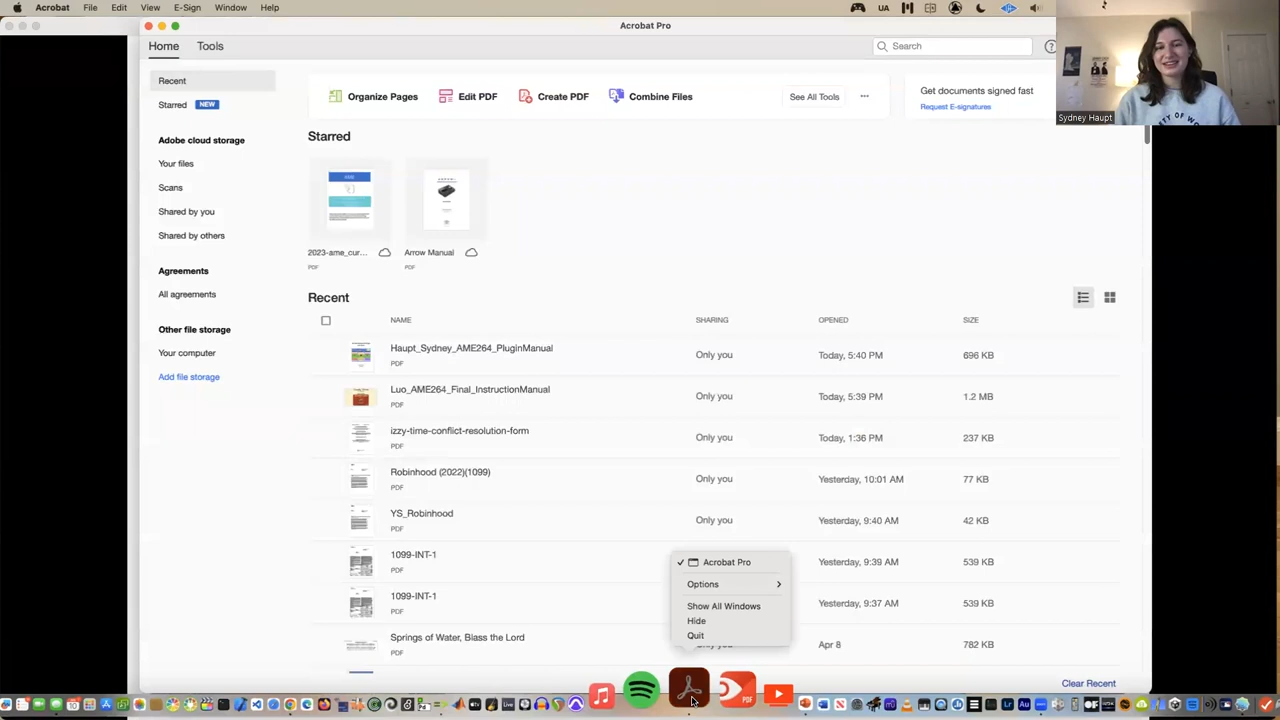 Acrobat File Edit View E-Sign Window Help
UA
Acrobat Pro
Home Tools
Search
Recent
Starred NEW
Adobe cloud storage
Your files
Scans
Shared by you
Shared by others
Agreements
All agreements
Other file storage
Your computer
Add file storage
Organize Pages Edit PDF Create PDF Combine Files See All Tools
Get documents signed fast
Request E-signatures
Sydney Haupt
Starred
2023-ame_cur... Arrow Manual
PDF PDF
Recent
NAME SHARING OPENED SIZE
Haupt_Sydney_AME264_PluginManual
PDF
Only you Today, 5:40 PM 696 KB
Luo_AME264_Final_InstructionManual
PDF
Only you Today, 5:39 PM 1.2 MB
izzy-time-conflict-resolution-form
PDF
Only you Today, 1:36 PM 237 KB
Robinhood (2022)(1099)
PDF
Only you Yesterday, 10:01 AM 77 KB
YS_Robinhood
PDF
Only you Yesterday, 9:40 AM 42 KB
1099-INT-1
PDF
Yesterday, 9:39 AM 539 KB
1099-INT-1
PDF
Yesterday, 9:37 AM 539 KB
Springs of Water, Blass the Lord
PDF
Only you Apr 8 782 KB
Acrobat Pro
Options
Show All Windows
Hide
Quit
Clear Recent
PDF